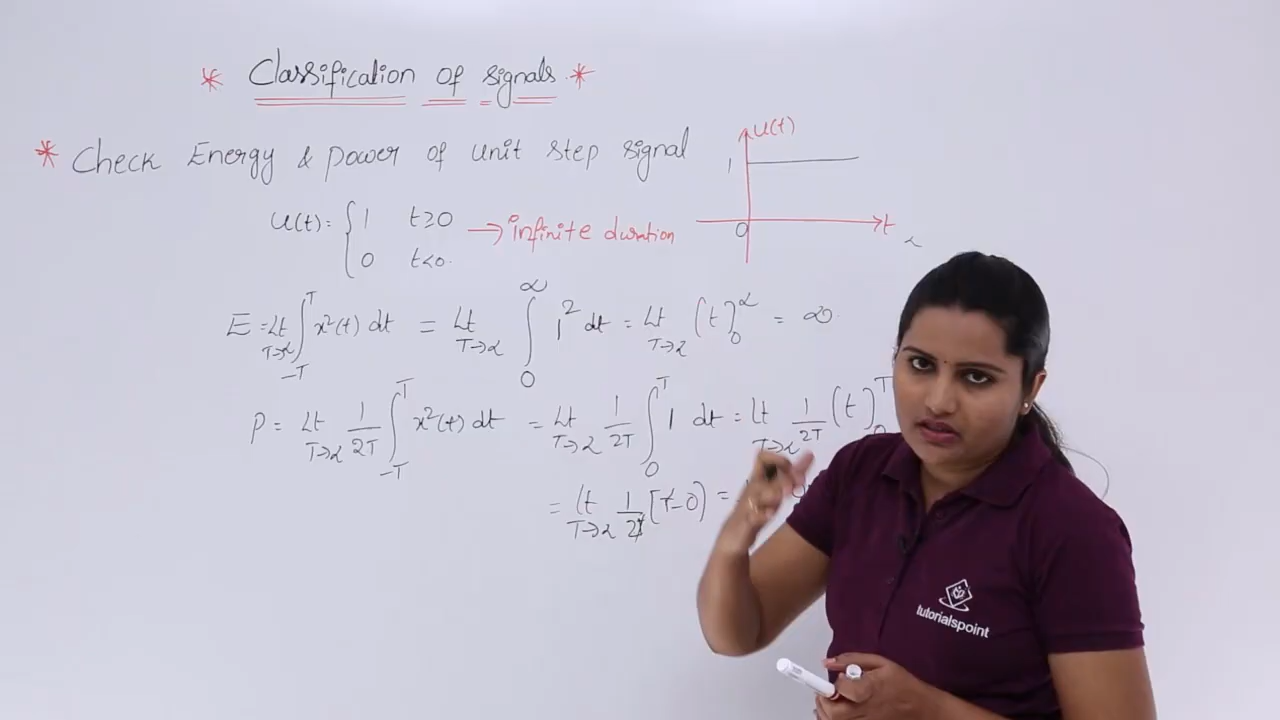 * Classification of signals *
* Check Energy & power of unit step signal
u(t)
1
0
t
u(t) = { 1 t≥0 → infinite duration
0 t<0.
E = Lt T→∞ ∫_{-T}^{T} x²(t) dt = Lt T→∞ ∫_{0}^{∞} 1² dt = Lt T→∞ (t)_{0}^{∞} = ∞.
P = Lt T→∞ 1/2T ∫_{-T}^{T} x²(t) dt = Lt T→∞ 1/2T ∫_{0}^{T} 1 dt = Lt T→∞ 1/2T (t)_{0}^{T}
= Lt T→∞ 1/2T [T-0) =
tutorialspoint